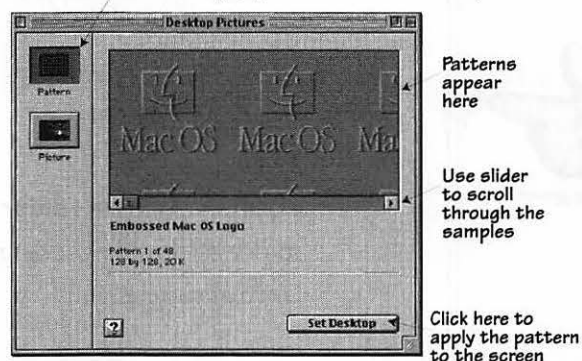 Desktop Pictures
Pattern
Picture
Mac OS Mac OS Ma
Embossed Mac OS Logo
Pattern 1 of 48
128 by 128, 20 K
?
Set Desktop
Patterns
appear
here
Use slider
to scroll
through the
samples
Click here to
apply the pattern
to the screen